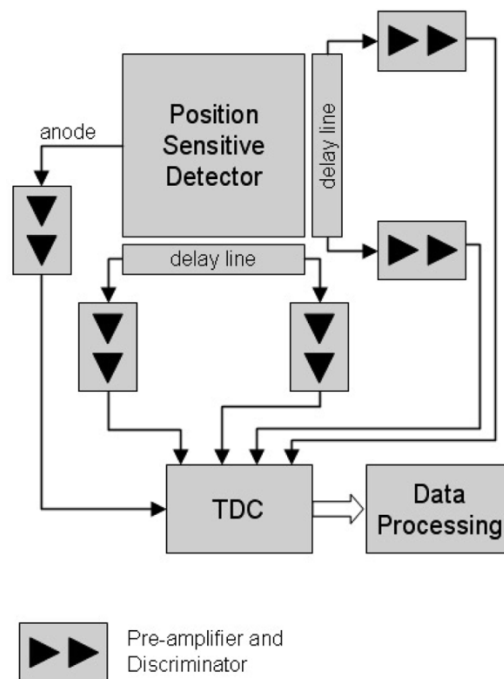 Position
Sensitive
Detector
anode
delay line
delay line
TDC
Data
Processing
Pre-amplifier and
Discriminator